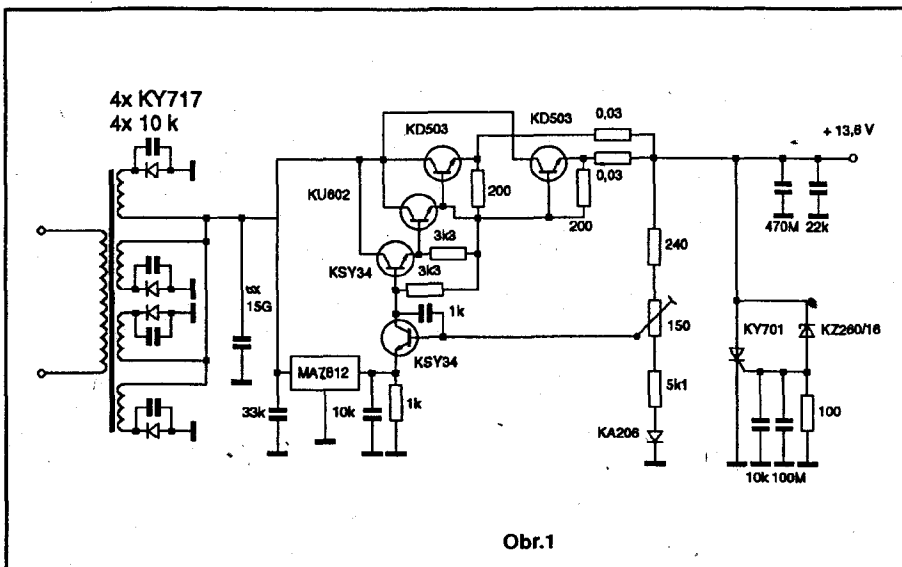 4x KY717
4x 10 k
KD503
KD503
0,03
+ 13,8 V
0,03
KU602
200
200
470M
22k
3k3
240
KSY34
3k3
15G
1k
150
KY701
KZ260/16
KSY34
MA7812
5k1
33k
10k
1k
KA206
100
10k
100M
Obr.1